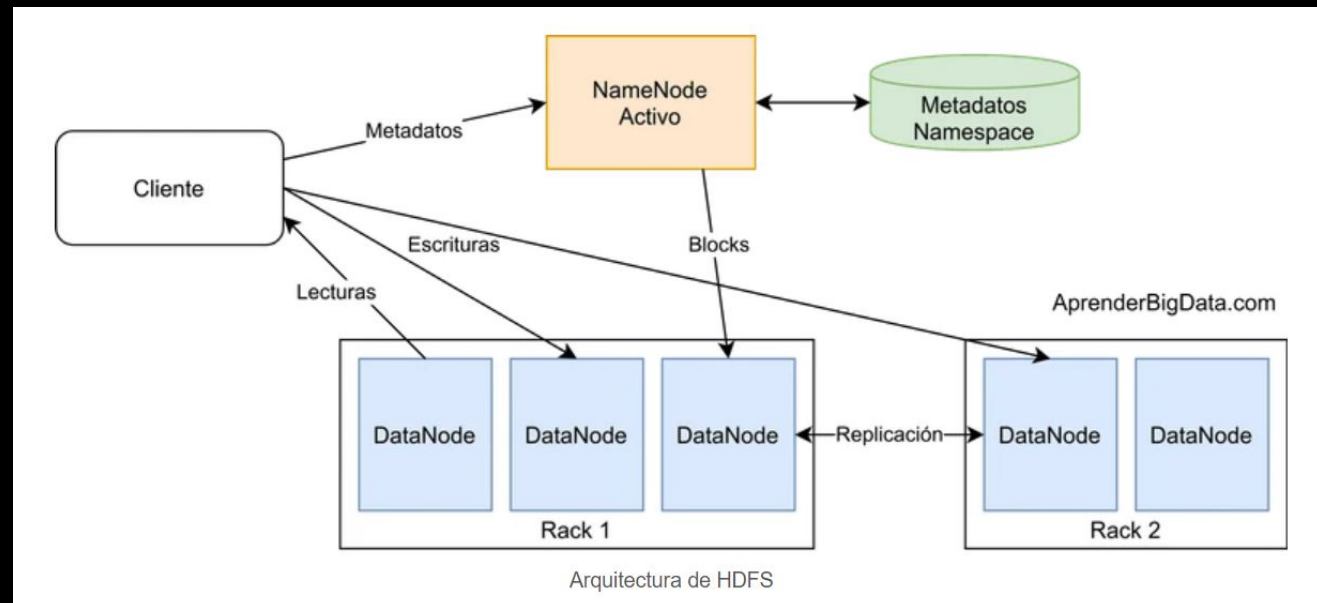 NameNode
Activo
Metadatos
Namespace
Metadatos
Cliente
Escrituras
Blocks
Lecturas
AprenderBigData.com
DataNode
DataNode
DataNode
Replicación
DataNode
DataNode
Rack 1
Rack 2
Arquitectura de HDFS